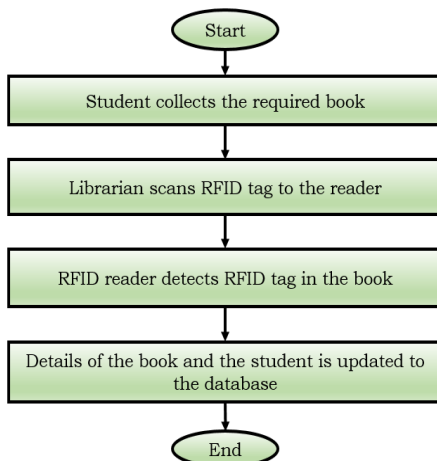 Start
Student collects the required book
Librarian scans RFID tag to the reader
RFID reader detects RFID tag in the book
Details of the book and the student is updated to
the database
End